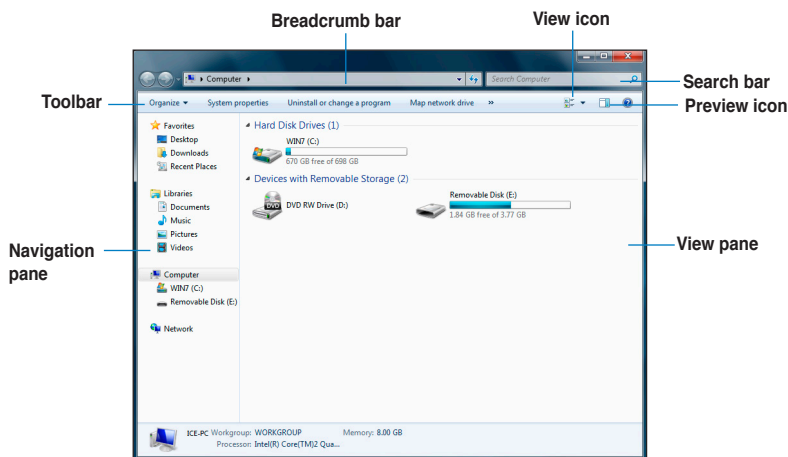 Breadcrumb bar
View icon
Computer
Search Computer
Search bar
Toolbar
Organize
System properties
Uninstall or change a program
Map network drive
»
Preview icon
Favorites
Desktop
Downloads
Recent Places
Libraries
Documents
Music
Pictures
Videos
Computer
WIN7 (C:)
Removable Disk (E:)
Network
Navigation
pane
Hard Disk Drives (1)
WIN7 (C:)
670 GB free of 698 GB
Devices with Removable Storage (2)
DVD
DVD RW Drive (D:)
Removable Disk (E:)
1.84 GB free of 3.77 GB
View pane
ICE-PC Workgroup: WORKGROUP Memory: 8.00 GB
Processor: Intel(R) Core(TM)2 Qua...